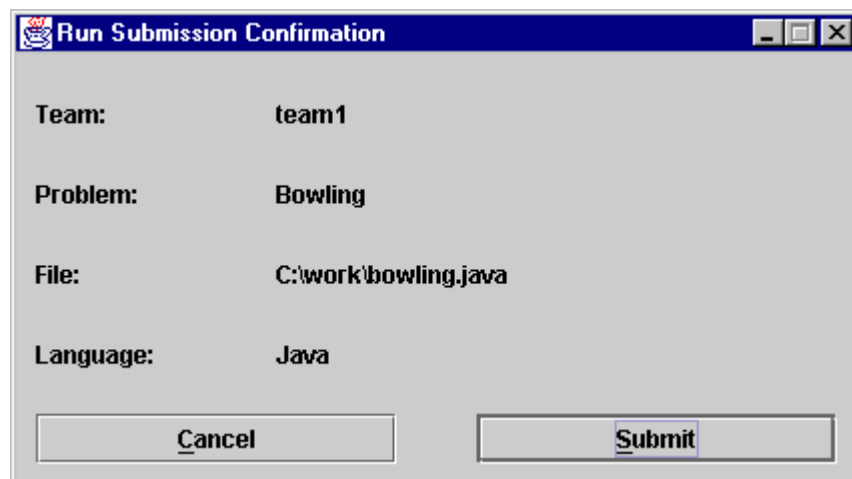 Run Submission Confirmation
Team: team1
Problem: Bowling
File: C:\work\bowling.java
Language: Java
Cancel Submit